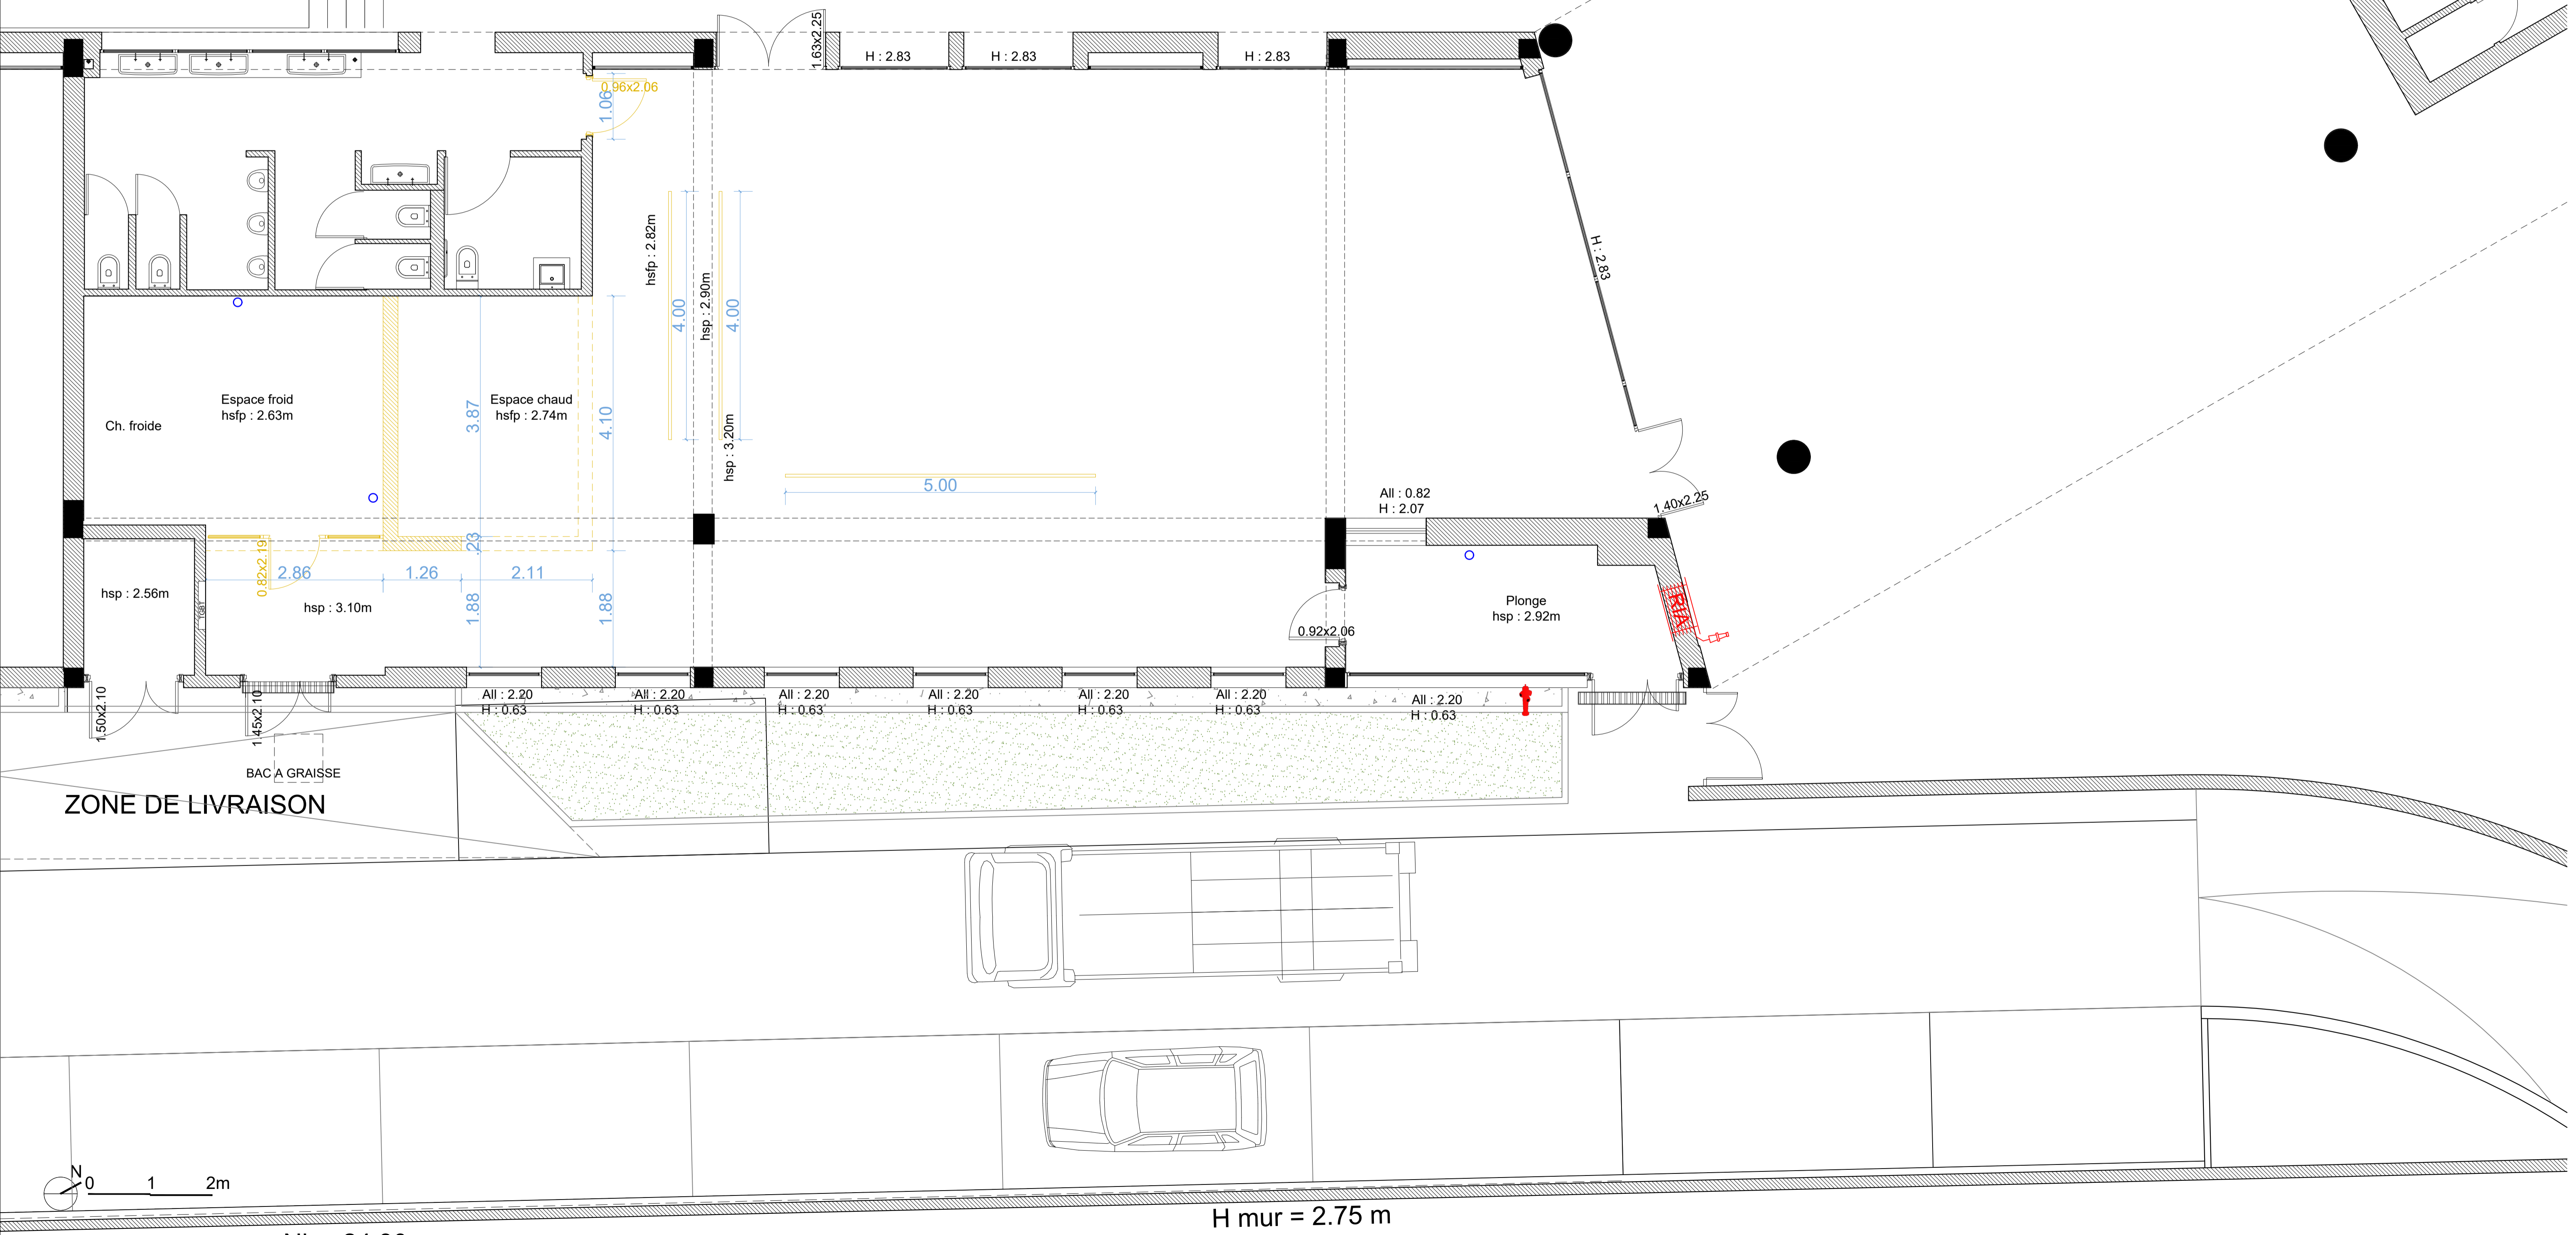 1.63x2.25
H : 2.83
H : 2.83
H : 2.83
0.96x2.06
1.06
hsfp : 2.82m
hsp : 2.90m
4.00
4.00
hsp : 3.20m
H : 2.83
Espace froid
hsfp : 2.63m
Ch. froide
Espace chaud
hsfp : 2.74m
3.87
4.10
5.00
All : 0.82
H : 2.07
1.40x2.25
.23
0.82x2.19
2.86
1.26
2.11
hsp : 2.56m
TGBT
hsp : 3.10m
1.88
1.88
0.92x2.06
Plonge
hsp : 2.92m
RIA
1.50x2.10
1.45x2.10
All : 2.20
H : 0.63
All : 2.20
H : 0.63
All : 2.20
H : 0.63
All : 2.20
H : 0.63
All : 2.20
H : 0.63
All : 2.20
H : 0.63
All : 2.20
H : 0.63
BAC A GRAISSE
ZONE DE LIVRAISON
N
0 1 2m
H mur = 2.75 m